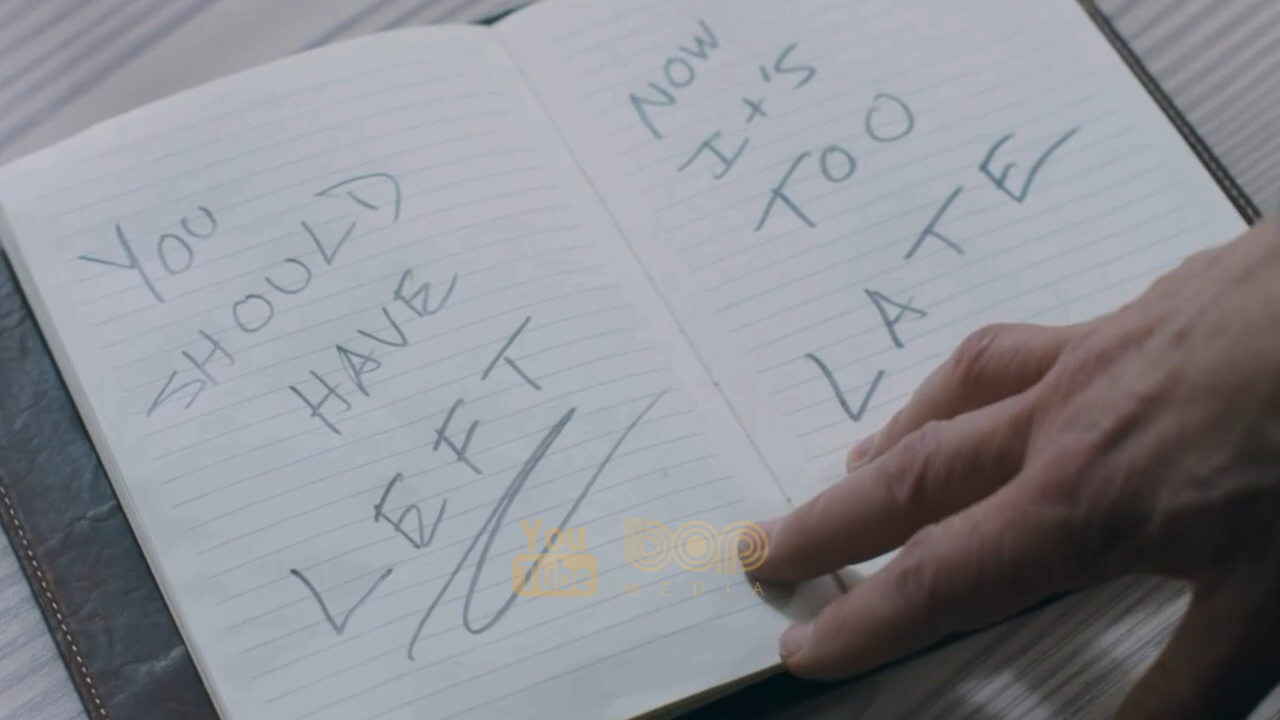 YOU
SHOULD
HAVE
LEFT
NOW
It's
TOO
LATE
You
Tube
bop
MEDIA